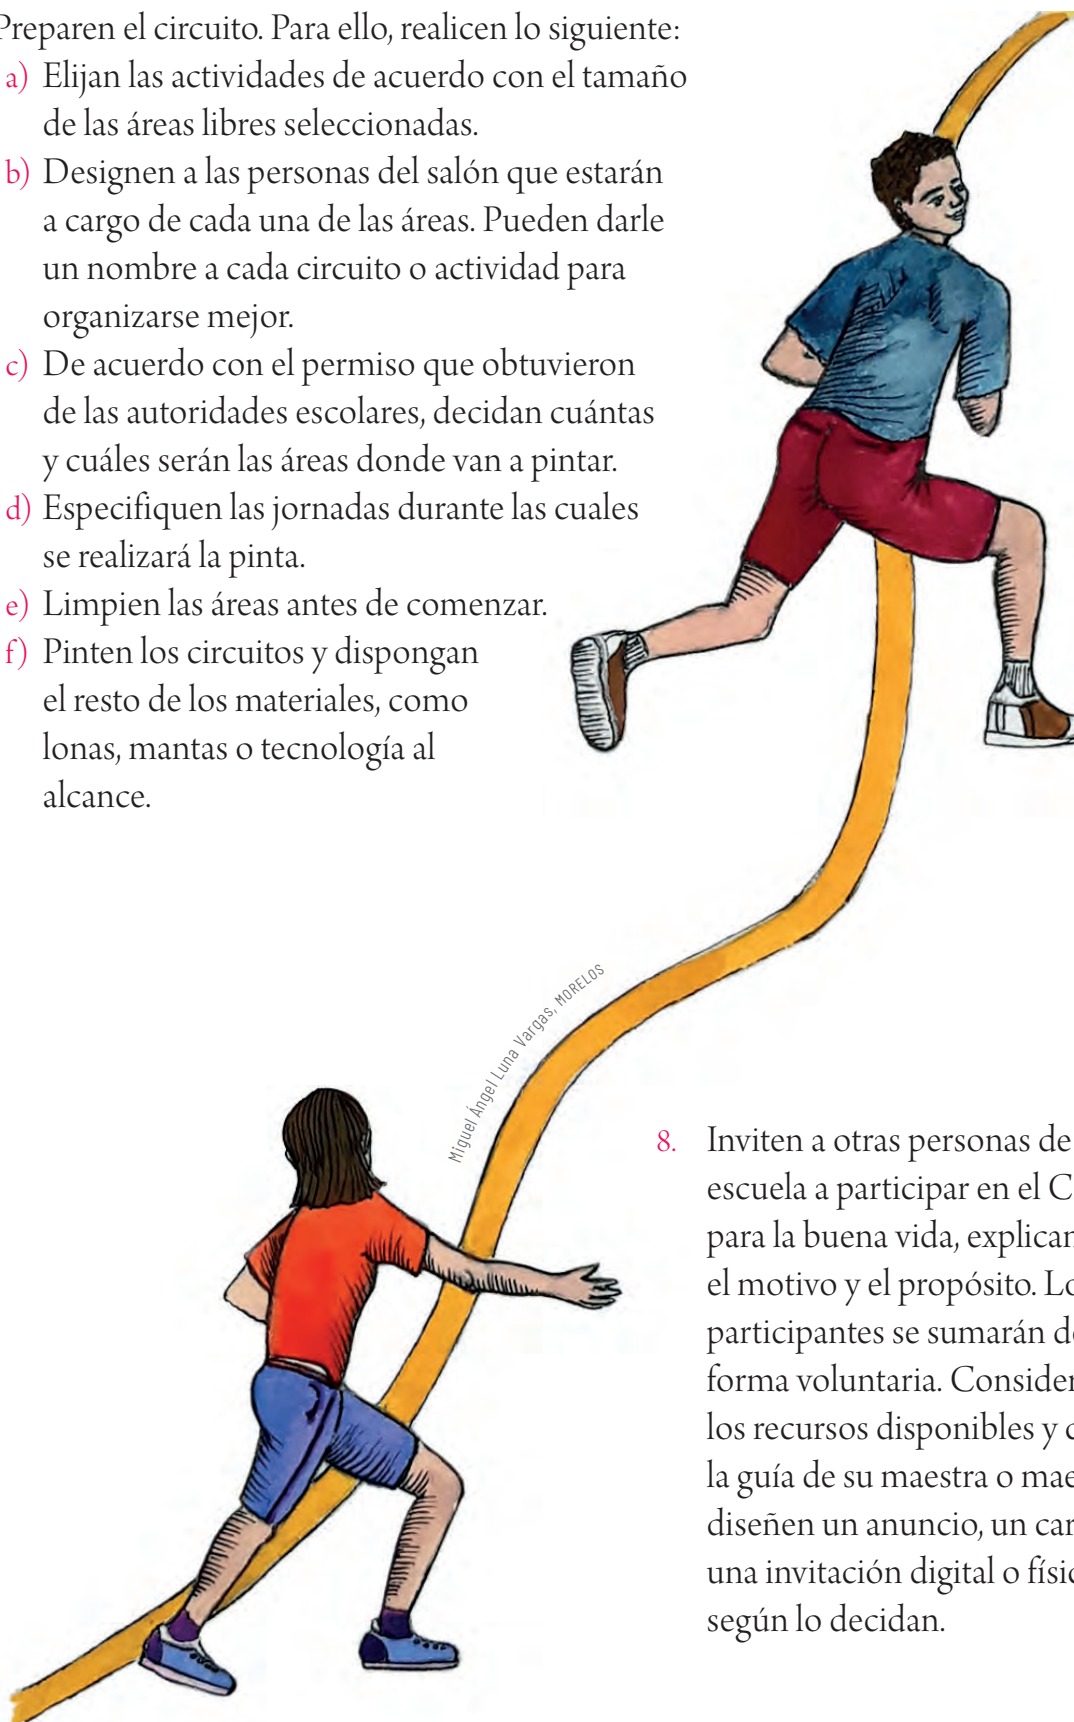 Preparen el circuito. Para ello, realicen lo siguiente:
a) Elijan las actividades de acuerdo con el tamaño
de las áreas libres seleccionadas.
b) Designen a las personas del salón que estarán
a cargo de cada una de las áreas. Pueden darle
un nombre a cada circuito o actividad para
organizarse mejor.
c) De acuerdo con el permiso que obtuvieron
de las autoridades escolares, decidan cuántas
y cuáles serán las áreas donde van a pintar.
d) Especifiquen las jornadas durante las cuales
se realizará la pinta.
e) Limpien las áreas antes de comenzar.
f) Pinten los circuitos y dispongan
el resto de los materiales, como
lonas, mantas o tecnología al
alcance.
Miguel Ángel Luna Vargas, MORELOS
8. Inviten a otras personas de
escuela a participar en el C
para la buena vida, explican
el motivo y el propósito. Lo
participantes se sumarán d
forma voluntaria. Consider
los recursos disponibles y
la guía de su maestra o mae
diseñen un anuncio, un car
una invitación digital o físic
según lo decidan.